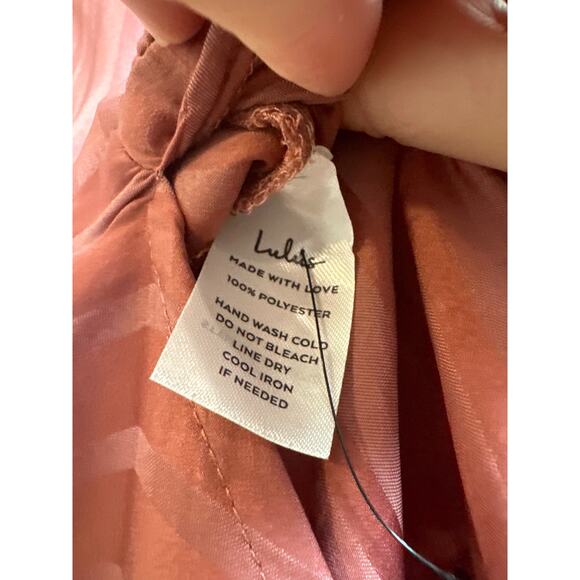 Lulus
MADE WITH LOVE
100% POLYESTER
HAND WASH COLD
DO NOT BLEACH
LINE DRY
COOL IRON
IF NEEDED